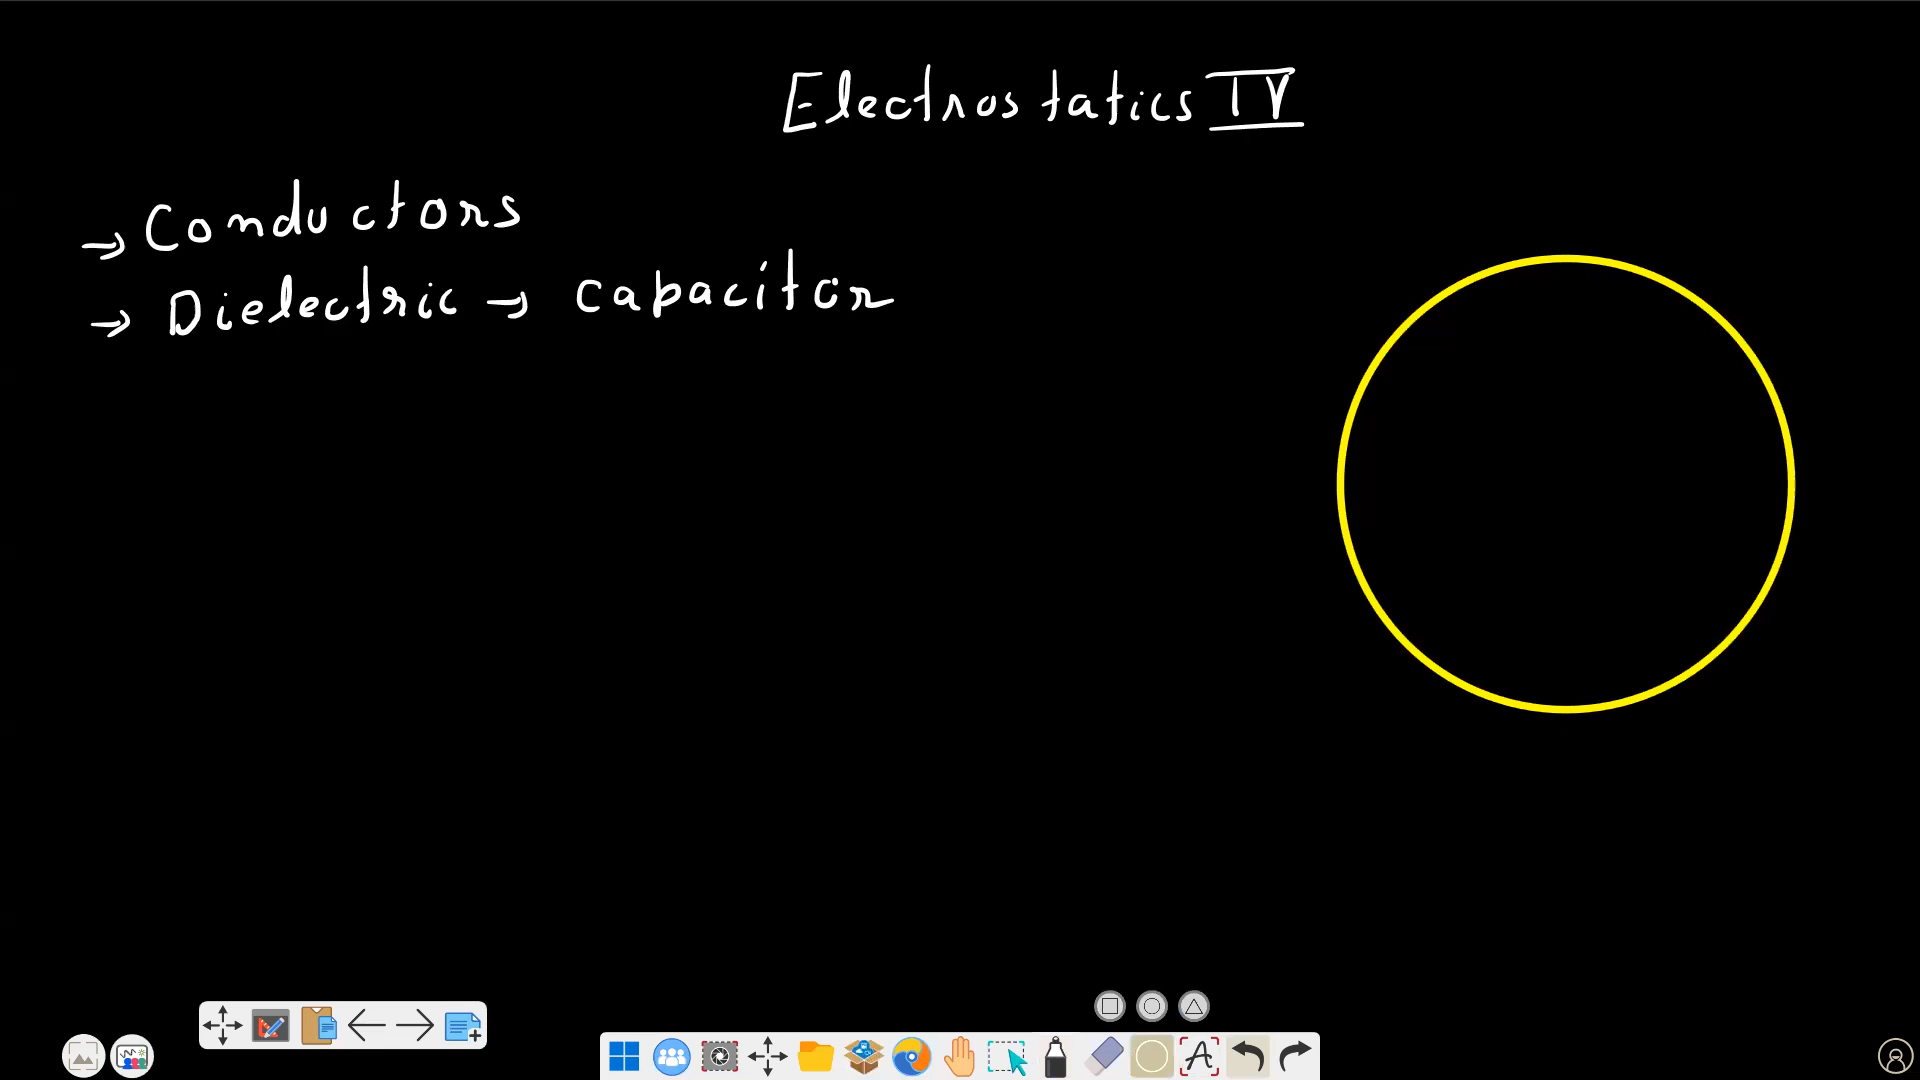 Electrostatics IV
→ Conductors
→ Dielectric → capacitor